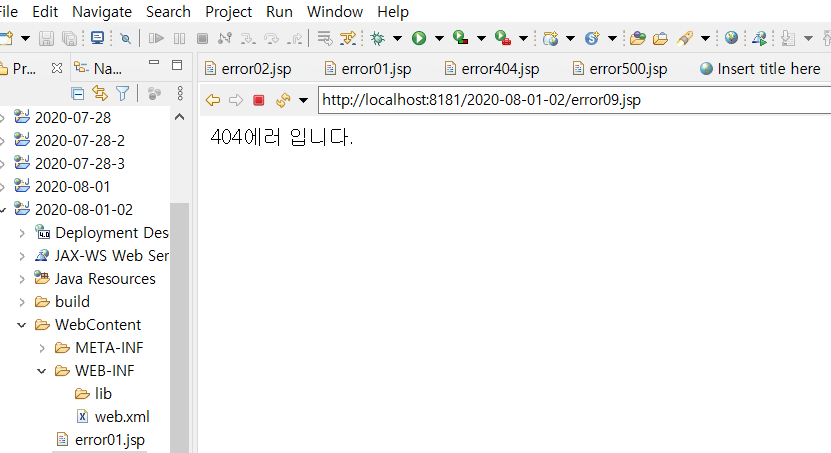 File Edit Navigate Search Project Run Window Help
Pr... Na...
error02.jsp error01.jsp error404.jsp error500.jsp Insert title here
http://localhost:8181/2020-08-01-02/error09.jsp
404에러 입니다.
2020-07-28
2020-07-28-2
2020-07-28-3
2020-08-01
2020-08-01-02
Deployment Des
JAX-WS Web Ser
Java Resources
build
WebContent
META-INF
WEB-INF
lib
web.xml
error01.jsp